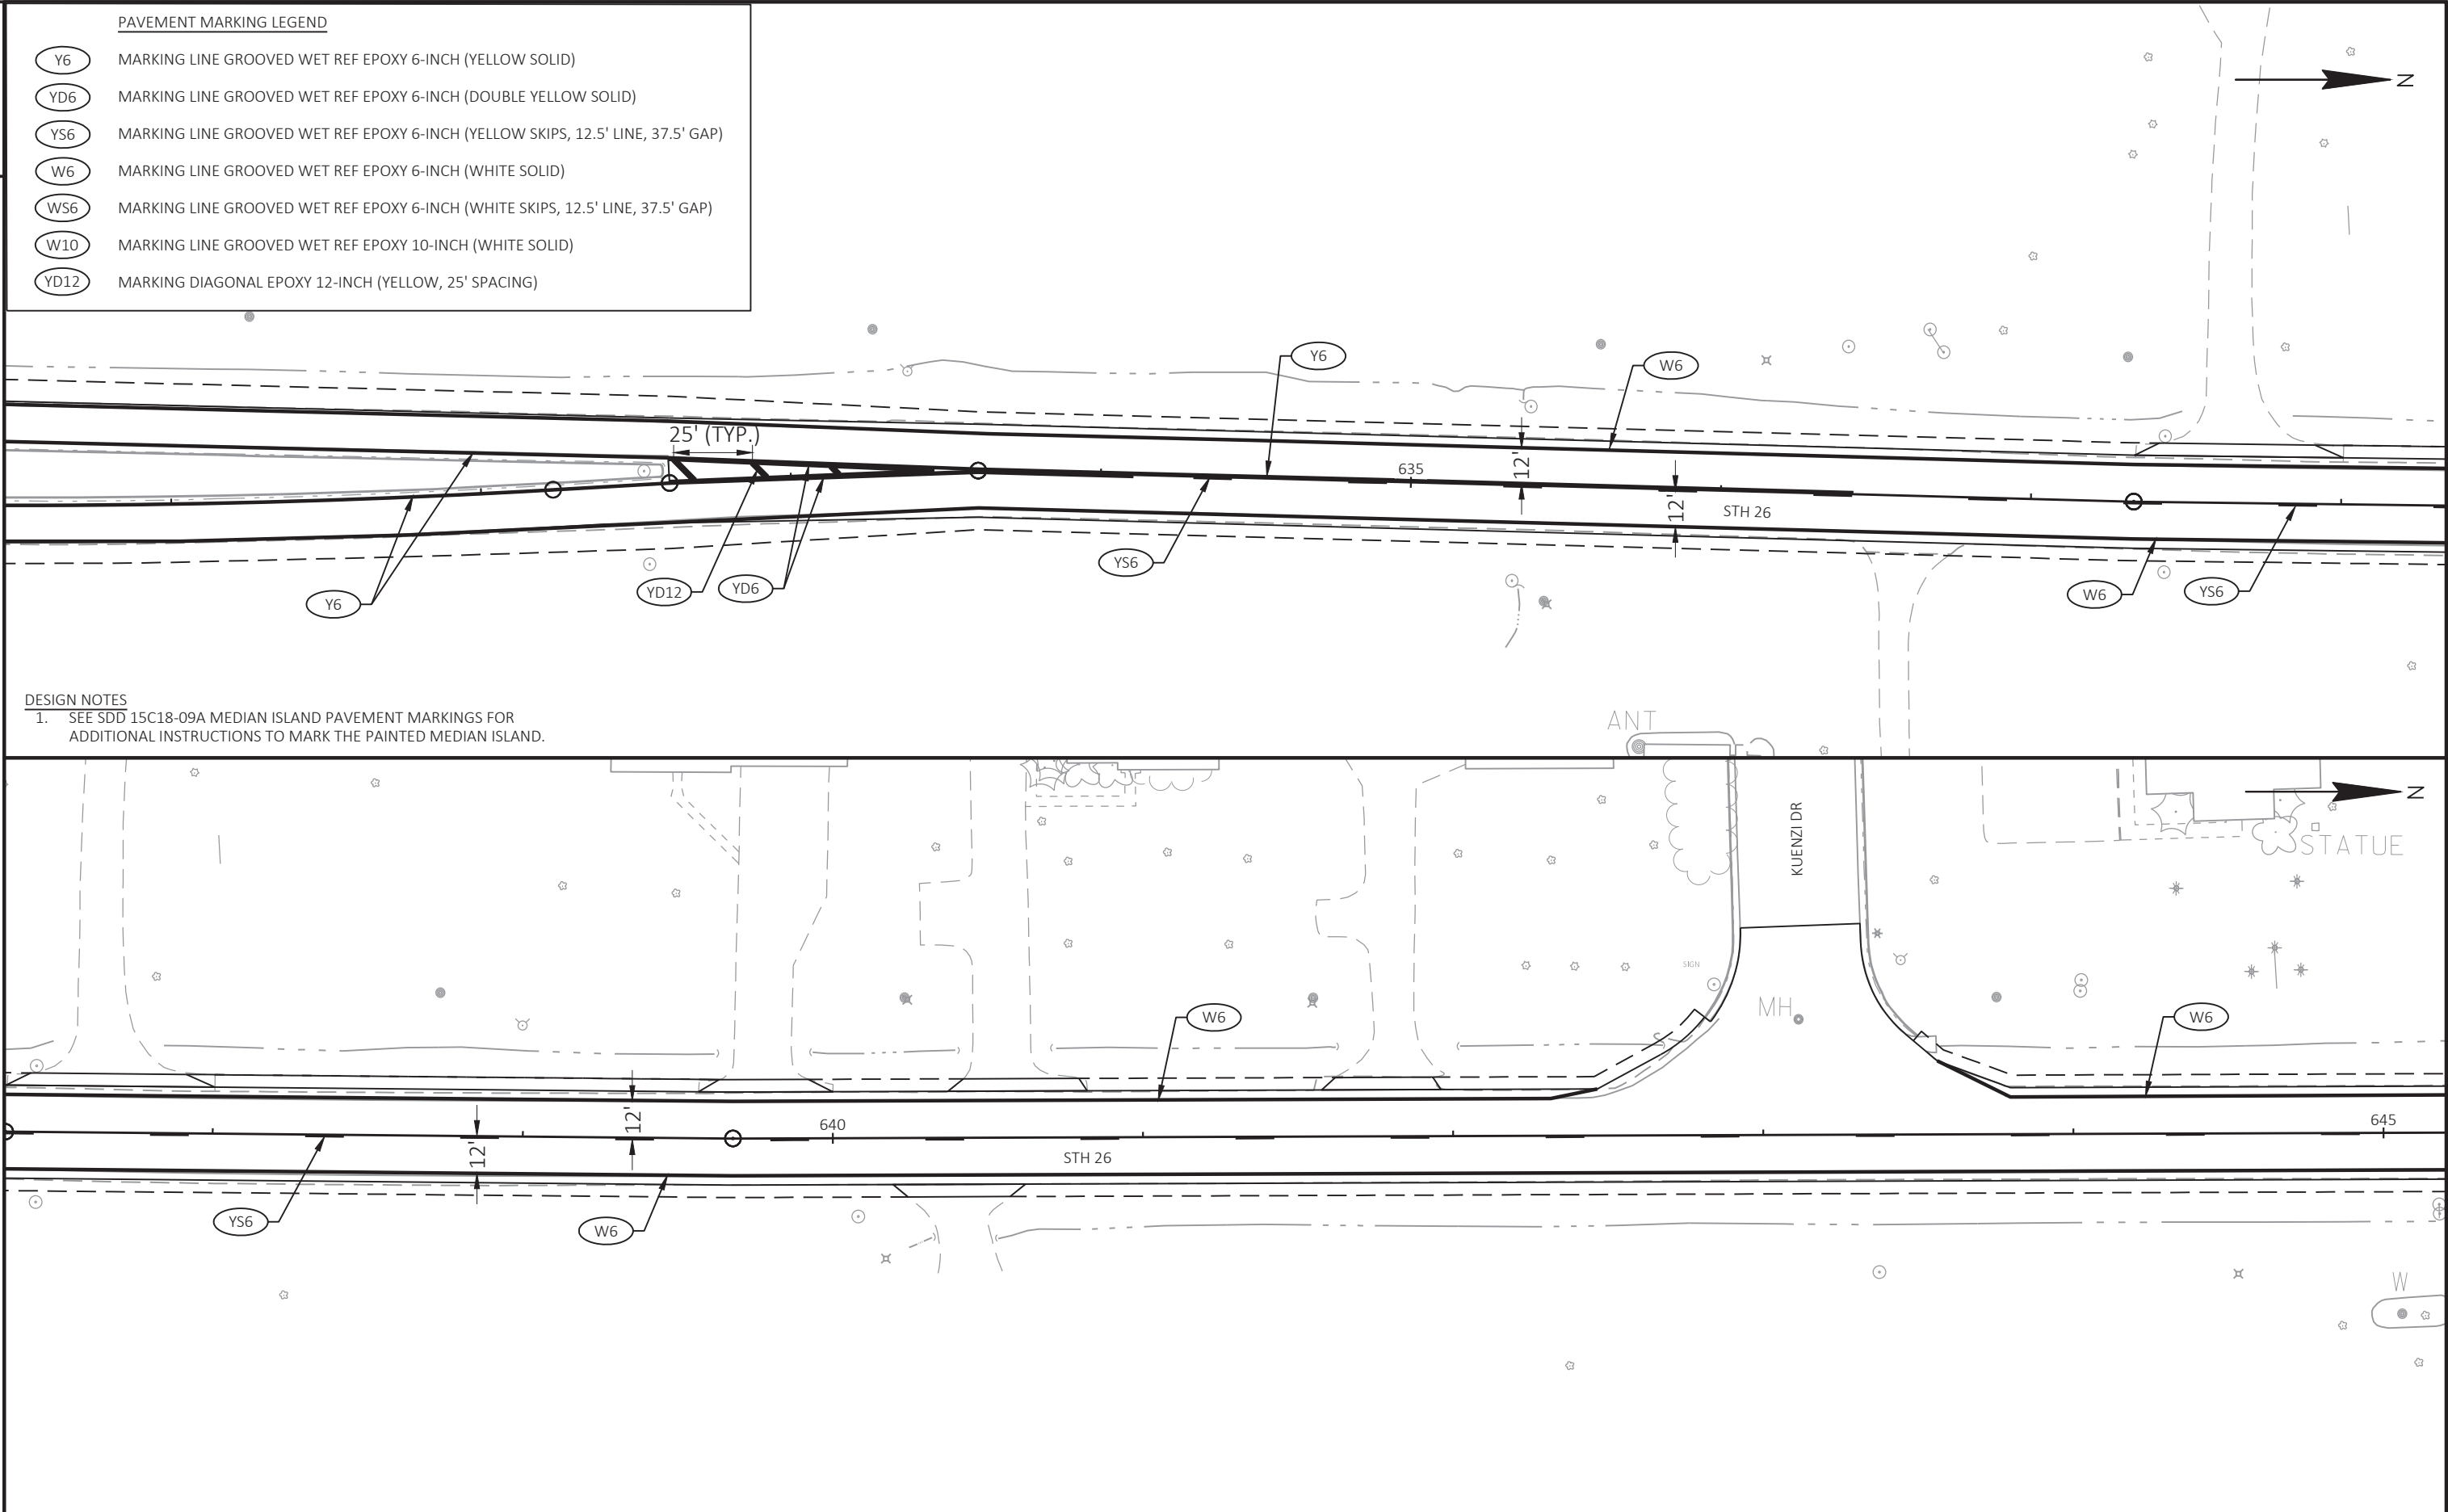 PAVEMENT MARKING LEGEND
Y6 MARKING LINE GROOVED WET REF EPOXY 6-INCH (YELLOW SOLID)
YD6 MARKING LINE GROOVED WET REF EPOXY 6-INCH (DOUBLE YELLOW SOLID)
YS6 MARKING LINE GROOVED WET REF EPOXY 6-INCH (YELLOW SKIPS, 12.5' LINE, 37.5' GAP)
W6 MARKING LINE GROOVED WET REF EPOXY 6-INCH (WHITE SOLID)
WS6 MARKING LINE GROOVED WET REF EPOXY 6-INCH (WHITE SKIPS, 12.5' LINE, 37.5' GAP)
W10 MARKING LINE GROOVED WET REF EPOXY 10-INCH (WHITE SOLID)
YD12 MARKING DIAGONAL EPOXY 12-INCH (YELLOW, 25' SPACING)
N
Y6
W6
25' (TYP.)
635
12'
12'
STH 26
YS6
Y6
YD12
YD6
W6
YS6
DESIGN NOTES
1. SEE SDD 15C18-09A MEDIAN ISLAND PAVEMENT MARKINGS FOR
ADDITIONAL INSTRUCTIONS TO MARK THE PAINTED MEDIAN ISLAND.
ANT
N
KUENZI DR
STATUE
SIGN
MH
W6
W6
12'
640
645
12'
STH 26
YS6
W6
W